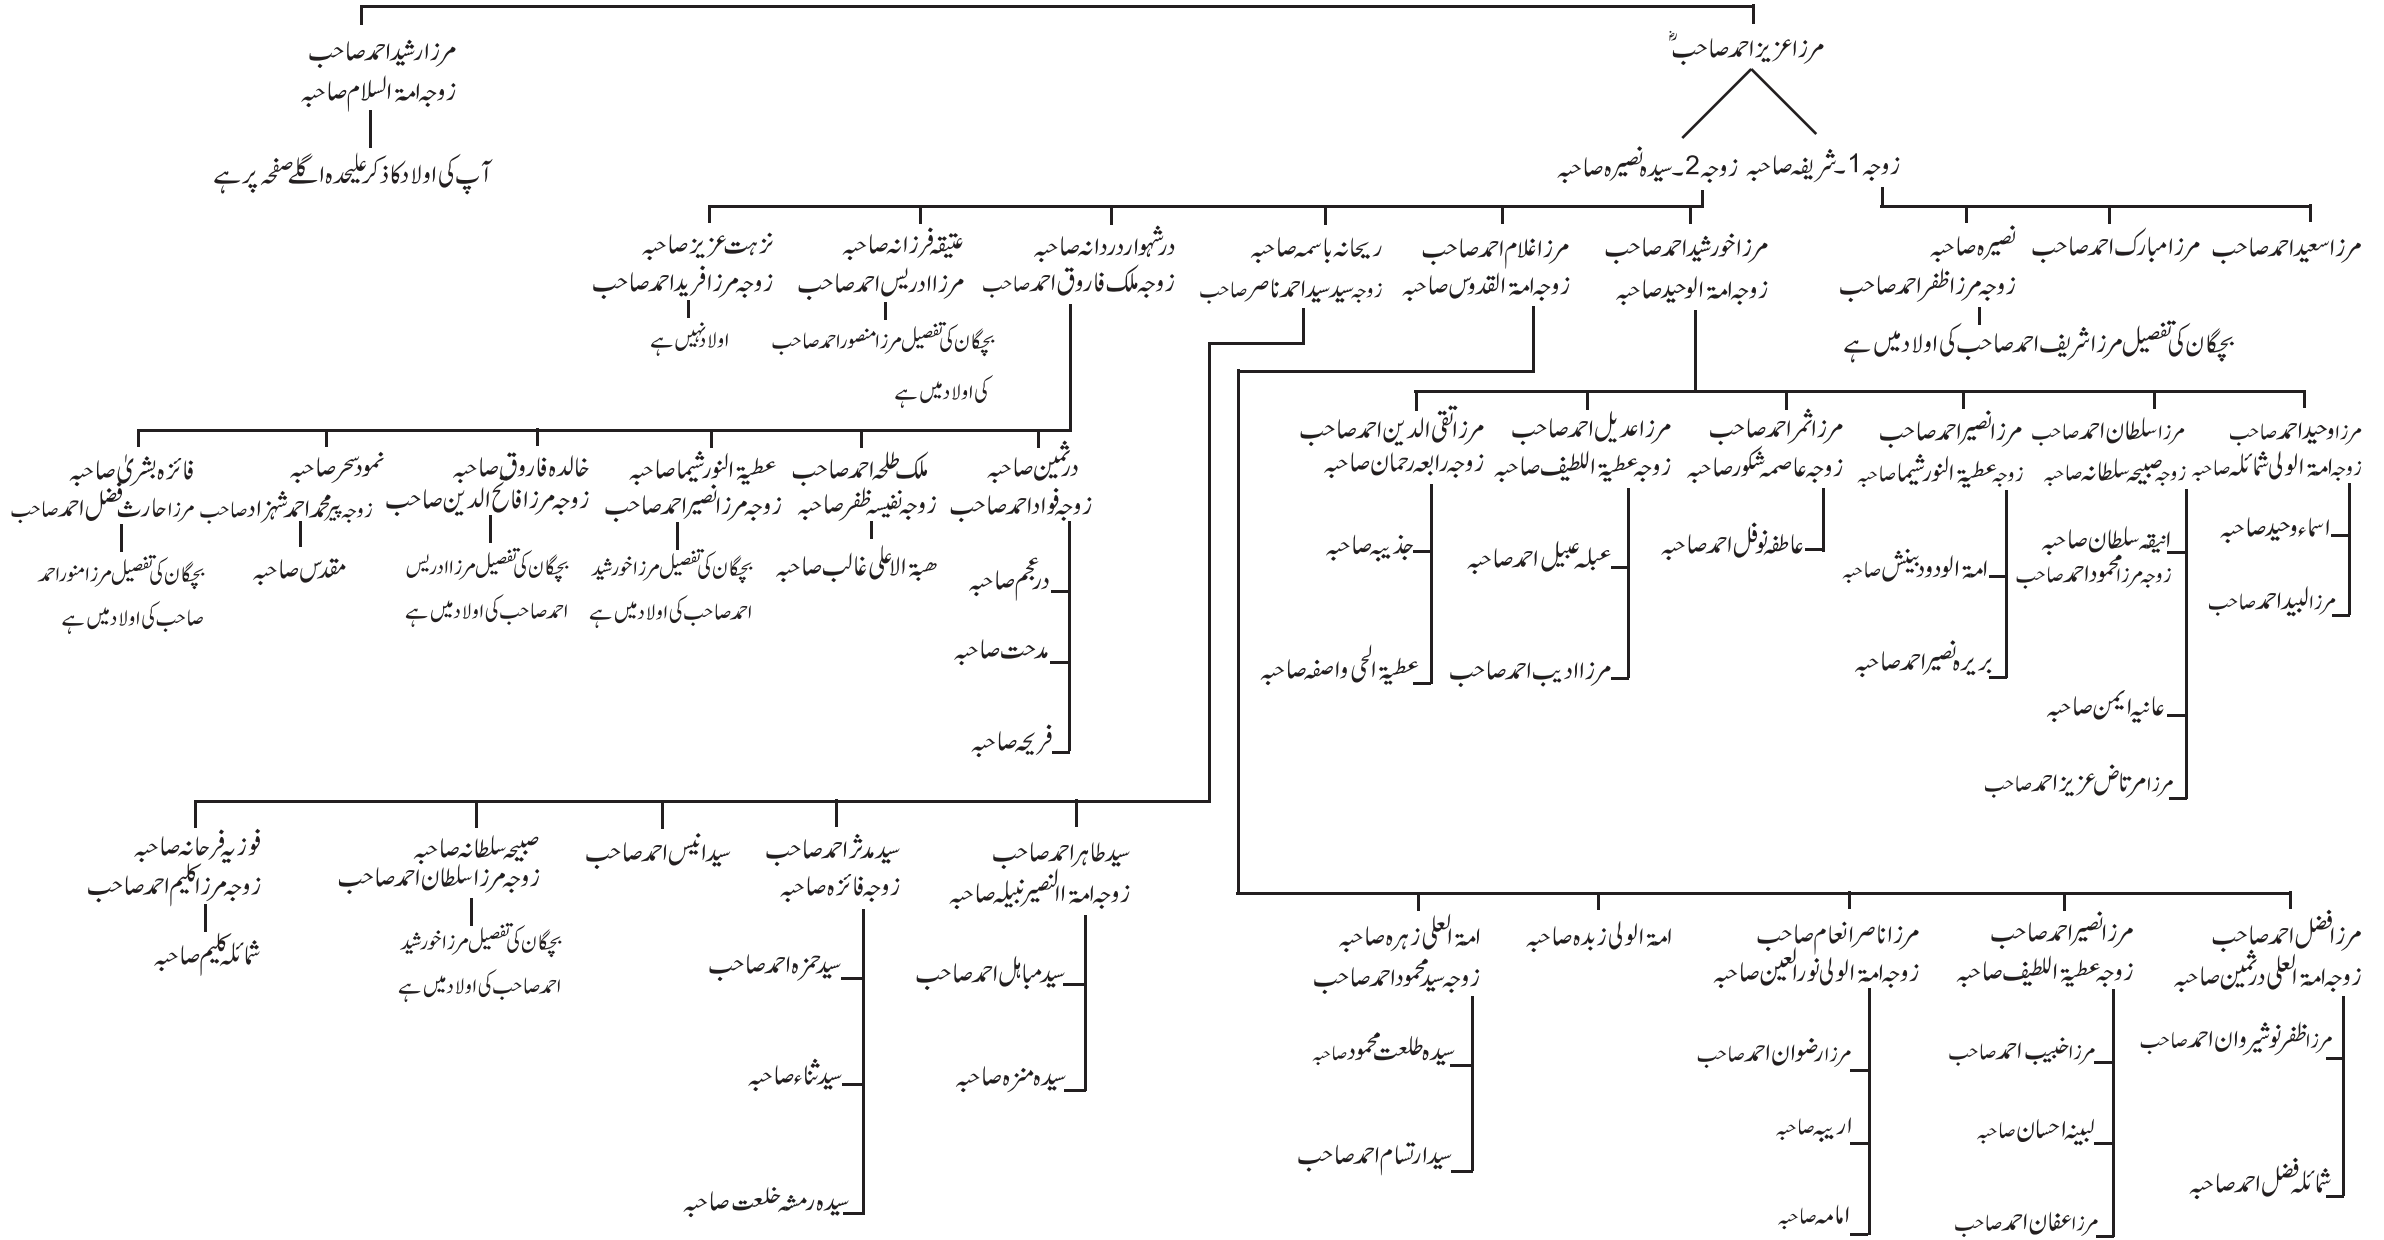 مرزا عزیز احمد صاحبؓ
مرزا رشید احمد صاحب
زوجہ امۃ السلام صاحبہ
آپ کی اولاد کا ذکر علیحدہ اگلے صفحہ پر ہے
زوجہ 1۔ شریفہ صاحبہ
زوجہ 2۔ سیدہ نصیرہ صاحبہ
مرزا سعید احمد صاحب
مرزا مبارک احمد صاحب
نصیرہ صاحبہ
زوجہ مرزا ظفر احمد صاحب
بچگان کی تفصیل مرزا شریف احمد صاحب کی اولاد میں ہے
مرزا خورشید احمد صاحب
زوجہ امۃ الوحید صاحبہ
مرزا غلام احمد صاحب
زوجہ امۃ القدوس صاحبہ
ریحانہ باسمہ صاحبہ
زوجہ سید سید احمد ناصر صاحب
درشہوار دردانہ صاحبہ
زوجہ ملک فاروق احمد صاحب
عتیقہ فرزانہ صاحبہ
مرزا ادریس احمد صاحب
بچگان کی تفصیل مرزا منصور احمد صاحب
کی اولاد میں ہے
نزہت عزیز صاحبہ
زوجہ مرزا فرید احمد صاحب
اولاد نہیں ہے
مرزا وحید احمد صاحب
زوجہ امۃ الولی شمائلہ صاحبہ
اسماء وحید صاحبہ
مرزا لبید احمد صاحب
مرزا سلطان احمد صاحب
زوجہ صبیحہ سلطانہ صاحبہ
انیقہ سلطان صاحبہ
زوجہ مرزا محمود احمد صاحب
عانیہ ایمن صاحبہ
مرزا مرتاض عزیز احمد صاحب
مرزا نصیر احمد صاحب
زوجہ عطیۃ النور شیما صاحبہ
امۃ الودود بینش صاحبہ
بریرہ نصیر احمد صاحبہ
مرزا ثمر احمد صاحب
زوجہ عاصمہ شکور صاحبہ
عاطفہ نوفل احمد صاحبہ
مرزا عدیل احمد صاحب
زوجہ عطیۃ اللطیف صاحبہ
عبلہ عبیل احمد صاحبہ
مرزا ادیب احمد صاحب
مرزا تقی الدین احمد صاحب
زوجہ رابعہ رحمان صاحبہ
جذیبہ صاحبہ
عطیۃ الحی واصفہ صاحبہ
درثمین صاحبہ
زوجہ فواد احمد صاحب
درعجم صاحبہ
مدحت صاحبہ
فریحہ صاحبہ
ملک طلحہ احمد صاحب
زوجہ نفیسہ ظفر صاحبہ
ھبۃ الاعلی غالب صاحبہ
عطیۃ النور شیما صاحبہ
زوجہ مرزا نصیر احمد صاحب
بچگان کی تفصیل مرزا خورشید
احمد صاحب کی اولاد میں ہے
خالدہ فاروق صاحبہ
زوجہ مرزا فاتح الدین صاحب
بچگان کی تفصیل مرزا ادریس
احمد صاحب کی اولاد میں ہے
نمود سحر صاحبہ
زوجہ پیر محمد احمد شہزاد صاحب
مقدس صاحبہ
فائزہ بشریٰ صاحبہ
مرزا حارث فضل احمد صاحب
بچگان کی تفصیل مرزا منور احمد
صاحب کی اولاد میں ہے
سید طاہر احمد صاحب
زوجہ امۃ االنصیر نبیلہ صاحبہ
سید مباہل احمد صاحب
سیدہ منزہ صاحبہ
سید مدثر احمد صاحب
زوجہ فائزہ صاحبہ
سید حمزہ احمد صاحب
سید ثناء صاحبہ
سیدہ رمشہ خلعت صاحبہ
سید انیس احمد صاحب
صبیحہ سلطانہ صاحبہ
زوجہ مرزا سلطان احمد صاحب
بچگان کی تفصیل مرزا خورشید
احمد صاحب کی اولاد میں ہے
فوزیہ فرحانہ صاحبہ
زوجہ مرزا کلیم احمد صاحب
شمائلہ کلیم صاحبہ
مرزا فضل احمد صاحب
زوجہ امۃ العلی درثمین صاحبہ
مرزا ظفر نوشیروان احمد صاحب
شمائلہ فضل احمد صاحبہ
مرزا نصیر احمد صاحب
زوجہ عطیۃ اللطیف صاحبہ
مرزا خبیب احمد صاحب
لبینہ احسان صاحبہ
مرزا عفان احمد صاحب
مرزا ناصر انعام صاحب
زوجہ امۃ الولی نور العین صاحبہ
مرزا رضوان احمد صاحب
اریبہ صاحبہ
امامہ صاحبہ
امۃ الولی زبدہ صاحبہ
امۃ العلی زہرہ صاحبہ
زوجہ سید محمود احمد صاحب
سیدہ طلعت محمود صاحبہ
سید ارتسام احمد صاحب